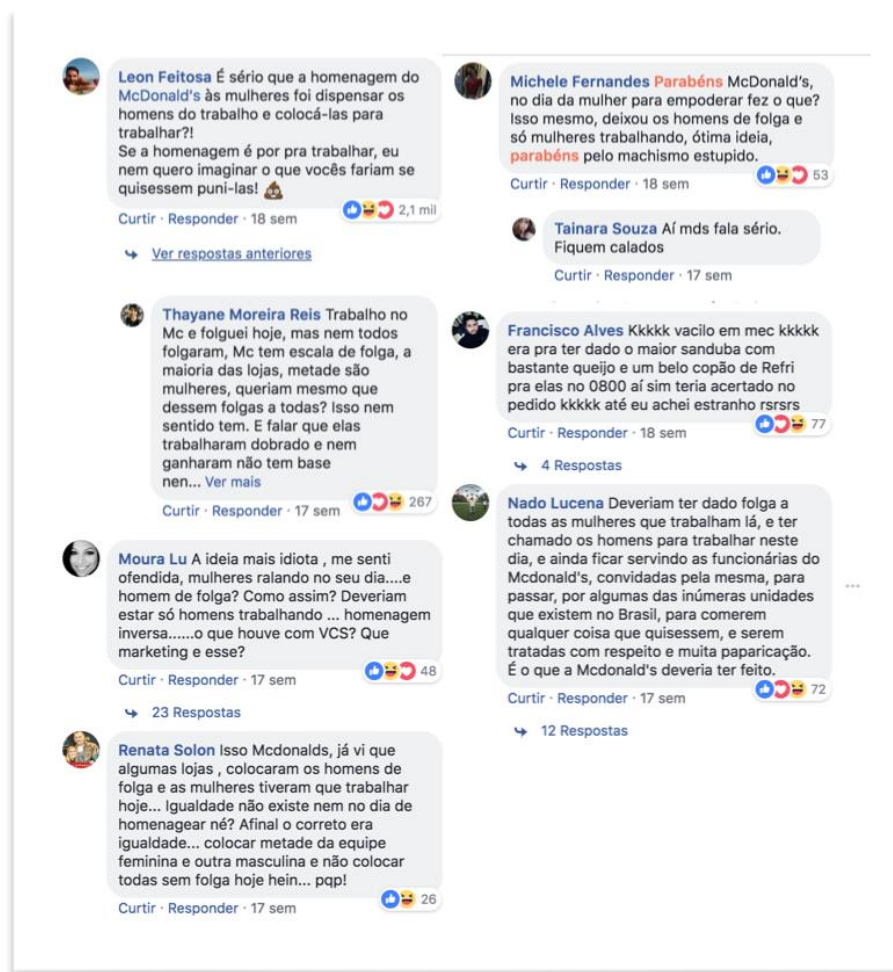 Leon Feitosa É sério que a homenagem do
McDonald's às mulheres foi dispensar os
homens do trabalho e colocá-las para
trabalhar?!
Se a homenagem é por pra trabalhar, eu
nem quero imaginar o que vocês fariam se
quisessem puni-las! 💩
2,1 mil
Curtir · Responder · 18 sem
Ver respostas anteriores
Thayane Moreira Reis Trabalho no
Mc e folguei hoje, mas nem todos
folgaram, Mc tem escala de folga, a
maioria das lojas, metade são
mulheres, queriam mesmo que
dessem folgas a todas? Isso nem
sentido tem. E falar que elas
trabalharam dobrado e nem
ganharam não tem base
nen... Ver mais
267
Curtir · Responder · 17 sem
Moura Lu A ideia mais idiota , me senti
ofendida, mulheres ralando no seu dia....e
homem de folga? Como assim? Deveriam
estar só homens trabalhando ... homenagem
inversa......o que houve com VCS? Que
marketing e esse?
48
Curtir · Responder · 17 sem
23 Respostas
Renata Solon Isso Mcdonalds, já vi que
algumas lojas , colocaram os homens de
folga e as mulheres tiveram que trabalhar
hoje... Igualdade não existe nem no dia de
homenagear né? Afinal o correto era
igualdade... colocar metade da equipe
feminina e outra masculina e não colocar
todas sem folga hoje hein... pqp!
26
Curtir · Responder · 17 sem
Michele Fernandes Parabéns McDonald's,
no dia da mulher para empoderar fez o que?
Isso mesmo, deixou os homens de folga e
só mulheres trabalhando, ótima ideia,
parabéns pelo machismo estupido.
53
Curtir · Responder · 18 sem
Tainara Souza Aí mds fala sério.
Fiquem calados
Curtir · Responder · 17 sem
Francisco Alves Kkkkk vacilo em mec kkkkk
era pra ter dado o maior sanduba com
bastante queijo e um belo copão de Refri
pra elas no 0800 aí sim teria acertado no
pedido kkkkk até eu achei estranho rsrsrs
77
Curtir · Responder · 18 sem
4 Respostas
Nado Lucena Deveriam ter dado folga a
todas as mulheres que trabalham lá, e ter
chamado os homens para trabalhar neste
dia, e ainda ficar servindo as funcionárias do
Mcdonald's, convidadas pela mesma, para
passar, por algumas das inúmeras unidades
que existem no Brasil, para comerem
qualquer coisa que quisessem, e serem
tratadas com respeito e muita paparicação.
É o que a Mcdonald's deveria ter feito.
72
Curtir · Responder · 17 sem
12 Respostas